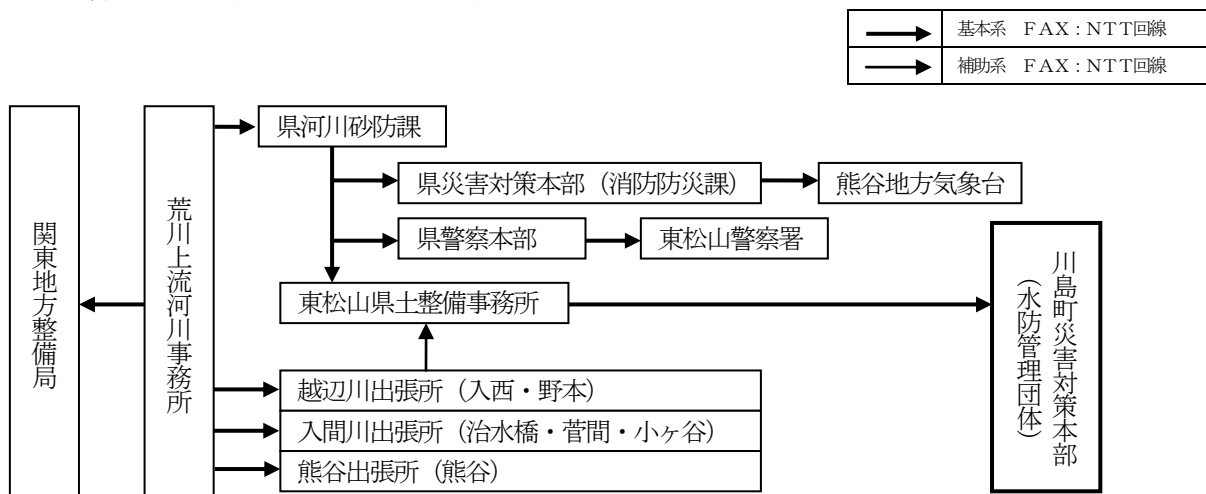 基本系　ＦＡＸ：ＮＴＴ回線
補助系　ＦＡＸ：ＮＴＴ回線
関東地方整備局
荒川上流河川事務所
県河川砂防課
県災害対策本部（消防防災課）
熊谷地方気象台
県警察本部
東松山警察署
東松山県土整備事務所
川島町災害対策本部
（水防管理団体）
越辺川出張所（入西・野本）
入間川出張所（治水橋・菅間・小ヶ谷）
熊谷出張所（熊谷）